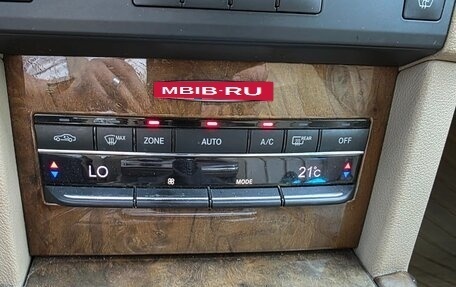 MBIB-RU
MAX ZONE AUTO A/C REAR OFF
LO 21°c
MODE